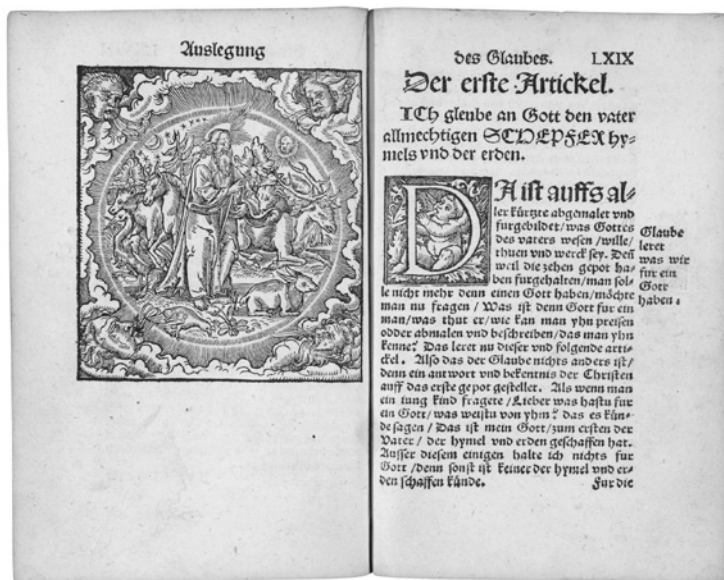 Auslegung
des Glaubes. LXIX
Der erste Artickel.
ICh gleube an Gott den vater
allmechtigen SCHEPFER hy-
mels vnd der erden.
DA ist auffs al-
ler kürtzte abgemalet vnd
furgebildet/was Gottes
des vaters wesen/wille/
thuen vnd werck sey. Deñ
weil die zehen gepot ha-
ben furgehalten/man sol-
le nicht mehr denn einen Gott haben/möchte
man nu fragen/Was ist denn Gott fur ein
man/was thut er/wie kan man yhn preisen
odder abmalen vnd beschreiben/das man yhn
kenne? Das leret nu dieser vnd folgende arti-
ckel. Also das der Glaube nichts anders ist/
denn ein antwort vnd bekentnis der Christen
auff das erste gepot gestellet. Als wenn man
ein iung kind fragete/Lieber was hastu fur
ein Gott/was weistu von yhm? das es kün-
de sagen/Das ist mein Gott/zum ersten der
Vater/der hymel vnd erden geschaffen hat.
Ausser diesem einigen halte ich nichts fur
Gott/denn sonst ist keiner der hymel vnd er-
den schaffen künde.
Fur die
Glaube
leret
was wir
fur ein
Gott
haben.